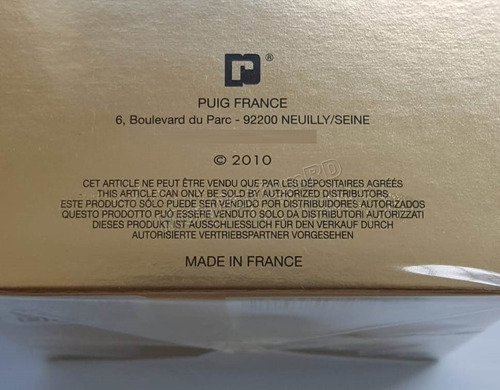 PUIG FRANCE
6, Boulevard du Parc - 92200 NEUILLY/SEINE
© 2010
CET ARTICLE NE PEUT ÊTRE VENDU QUE PAR LES DÉPOSITAIRES AGRÉÉS
THIS ARTICLE CAN ONLY BE SOLD BY AUTHORIZED DISTRIBUTORS
ESTE PRODUCTO SÓLO PUEDE SER VENDIDO POR DISTRIBUIDORES AUTORIZADOS
QUESTO PRODOTTO PUÒ ESSERE VENDUTO SOLO DA DISTRIBUTORI AUTORIZZATI
DIESES PRODUKT IST AUSSCHLIESSLICH FÜR DEN VERKAUF DURCH
AUTORISIERTE VERTRIEBSPARTNER VORGESEHEN
MADE IN FRANCE